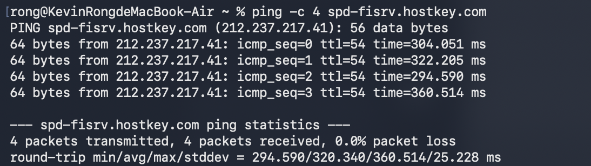 [rong@KevinRongdeMacBook-Air ~ % ping -c 4 spd-fisrv.hostkey.com
PING spd-fisrv.hostkey.com (212.237.217.41): 56 data bytes
64 bytes from 212.237.217.41: icmp_seq=0 ttl=54 time=304.051 ms
64 bytes from 212.237.217.41: icmp_seq=1 ttl=54 time=322.205 ms
64 bytes from 212.237.217.41: icmp_seq=2 ttl=54 time=294.590 ms
64 bytes from 212.237.217.41: icmp_seq=3 ttl=54 time=360.514 ms

--- spd-fisrv.hostkey.com ping statistics ---
4 packets transmitted, 4 packets received, 0.0% packet loss
round-trip min/avg/max/stddev = 294.590/320.340/360.514/25.228 ms